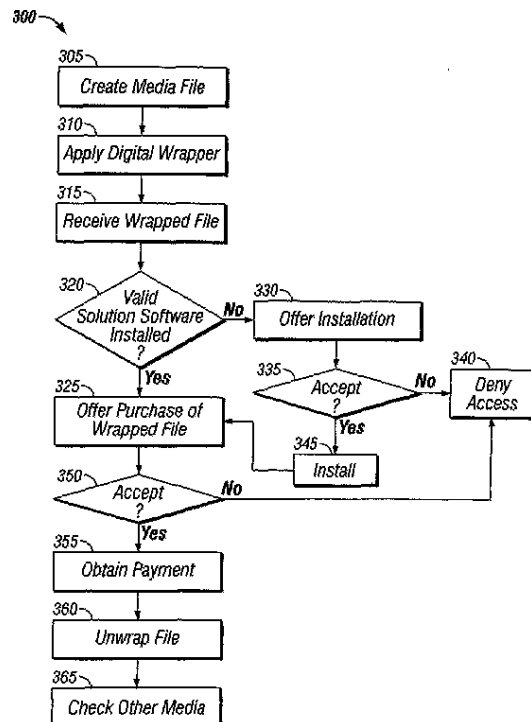 300
305
Create Media File
310
Apply Digital Wrapper
315
Receive Wrapped File
320
Valid
Solution Software
Installed
?
No
Yes
330
Offer Installation
335
Accept
?
No
Yes
340
Deny
Access
345
Install
325
Offer Purchase of
Wrapped File
350
Accept
?
No
Yes
355
Obtain Payment
360
Unwrap File
365
Check Other Media